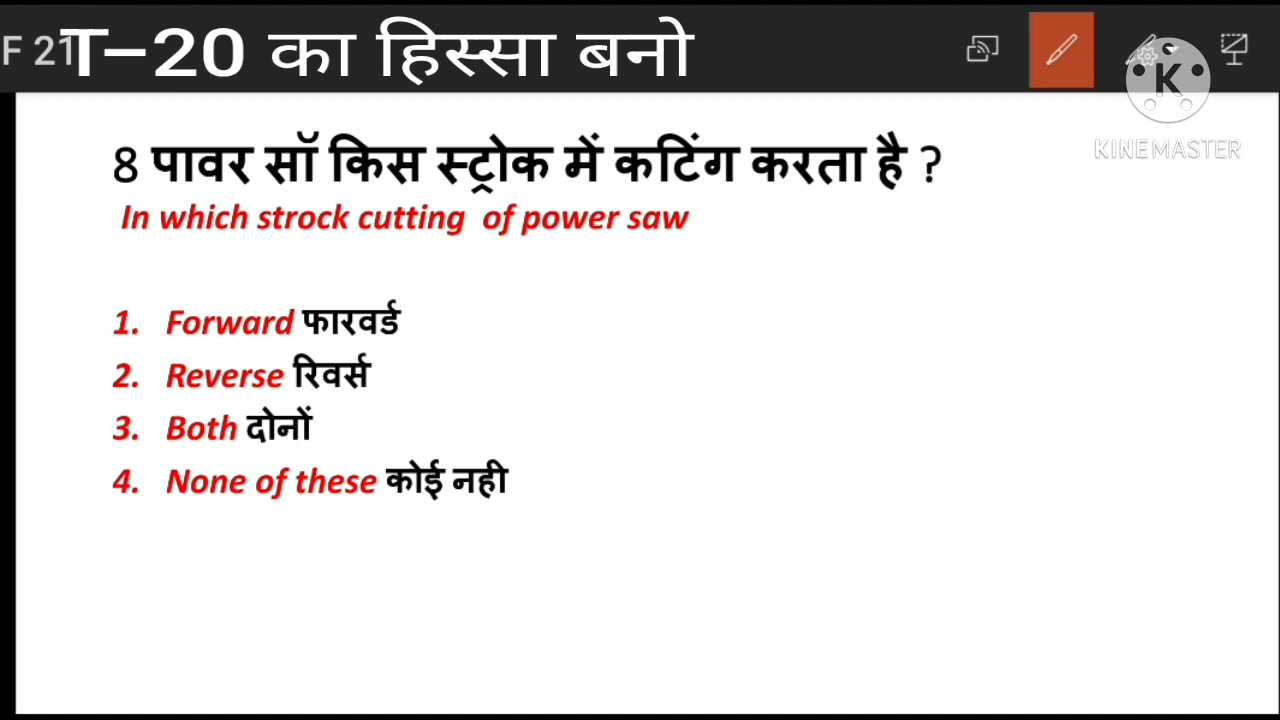 F 21
T–20 का हिस्सा बनो
K
KINEMASTER
8 पावर सॉ किस स्ट्रोक में कटिंग करता है ?
In which strock cutting of power saw
1. Forward फारवर्ड
2. Reverse रिवर्स
3. Both दोनों
4. None of these कोई नही